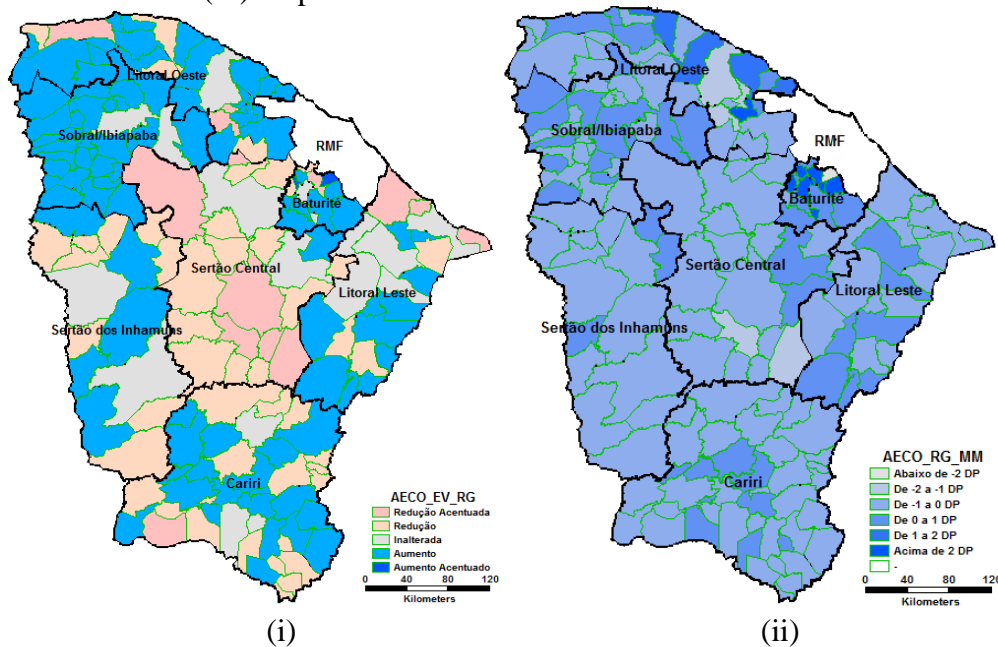 Litoral Oeste
Sobral/Ibiapaba
RMF
Baturité
Sertão Central
Litoral Leste
Sertão dos Inhamuns
Cariri
AECO_EV_RG
Redução Acentuada
Redução
Inalterada
Aumento
Aumento Acentuado
0 40 80 120
Kilometers
(i)
Litoral Oeste
Sobral/Ibiapaba
RMF
Baturité
Sertão Central
Litoral Leste
Sertão dos Inhamuns
Cariri
AECO_RG_MM
Abaixo de -2 DP
De -2 a -1 DP
De -1 a 0 DP
De 0 a 1 DP
De 1 a 2 DP
Acima de 2 DP
-
0 40 80 120
Kilometers
(ii)